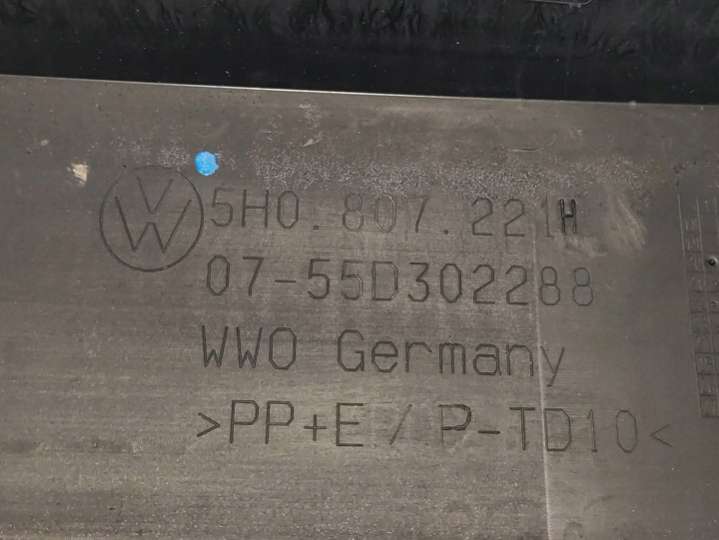 5H0.807.221H
07-55D302288
WWO Germany
>PP+E/P-TD10<